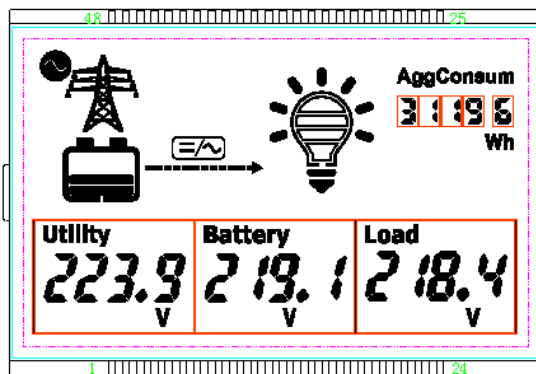 48 25
AggConsum
31196
Wh
=/~
Utility Battery Load
223.9 219.1 218.4
V V V
1 24